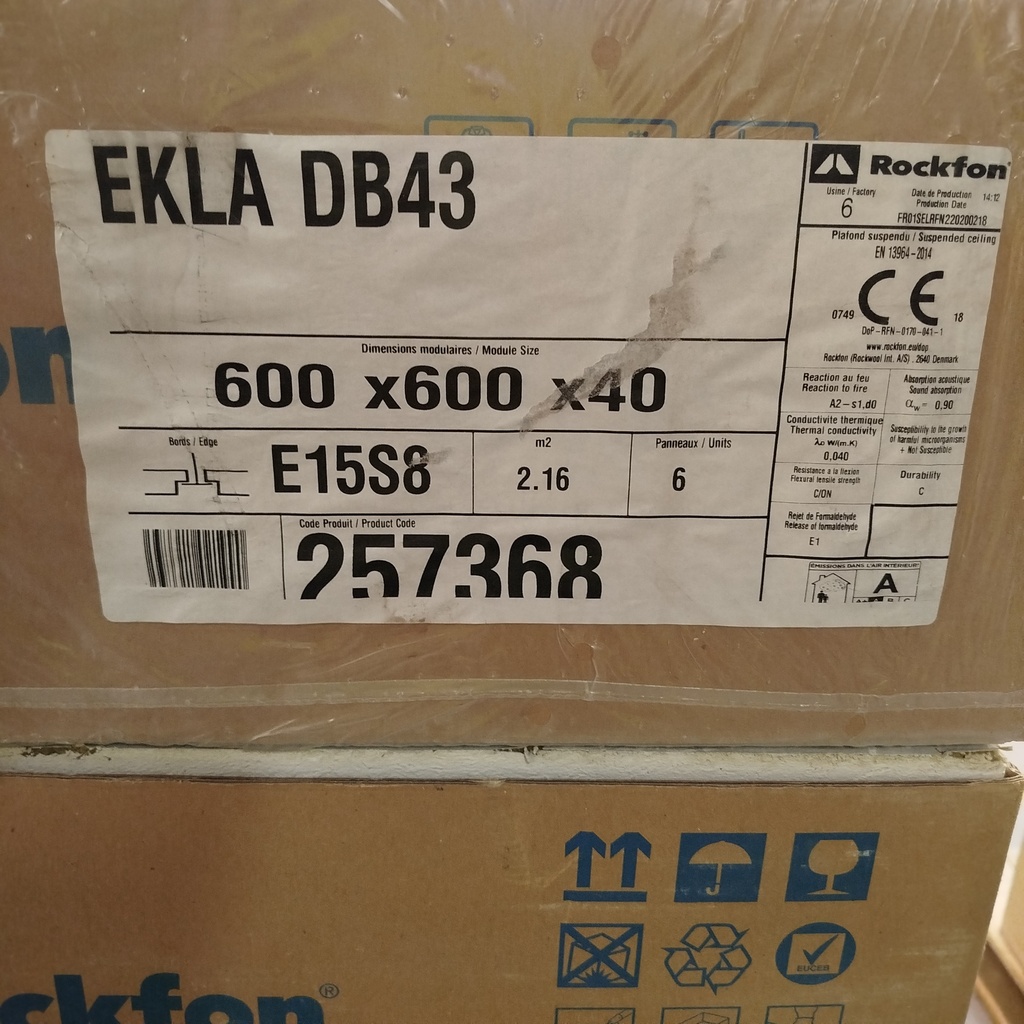 EKLA DB43
Dimensions modulaires / Module Size
600 x600 x40
Bords / Edge
E15S8
m2
2.16
Panneaux / Units
6
Code Produit / Product Code
257368
Rockfon
Usine / Factory
6
Date de Production 14:12
Production Date
FR01SELRFN220200218
Plafond suspendu / Suspended ceiling
EN 13964-2014
CE
0749
18
DoP-RFN-0170-041-1
www.rockfon.eu/dop
Rockfon (Rockwool Int. A/S) . 2640 Denmark
Reaction au feu
Reaction to fire
A2-s1,d0
Absorption acoustique
Sound absorption
αw= 0,90
Conductivite thermique
Thermal conductivity
λD W/(m.K)
0,040
Susceptibility to the growth
of harmful microorganisms
+ Not Susceptible
Resistance a la flexion
Flexural tensile strength
C/0N
Durability
C
Rejet de Formaldehyde
Release of formaldehyde
E1
ÉMISSIONS DANS L'AIR INTÉRIEUR
A
A+ A B C
on
EUCEB
ckfon®